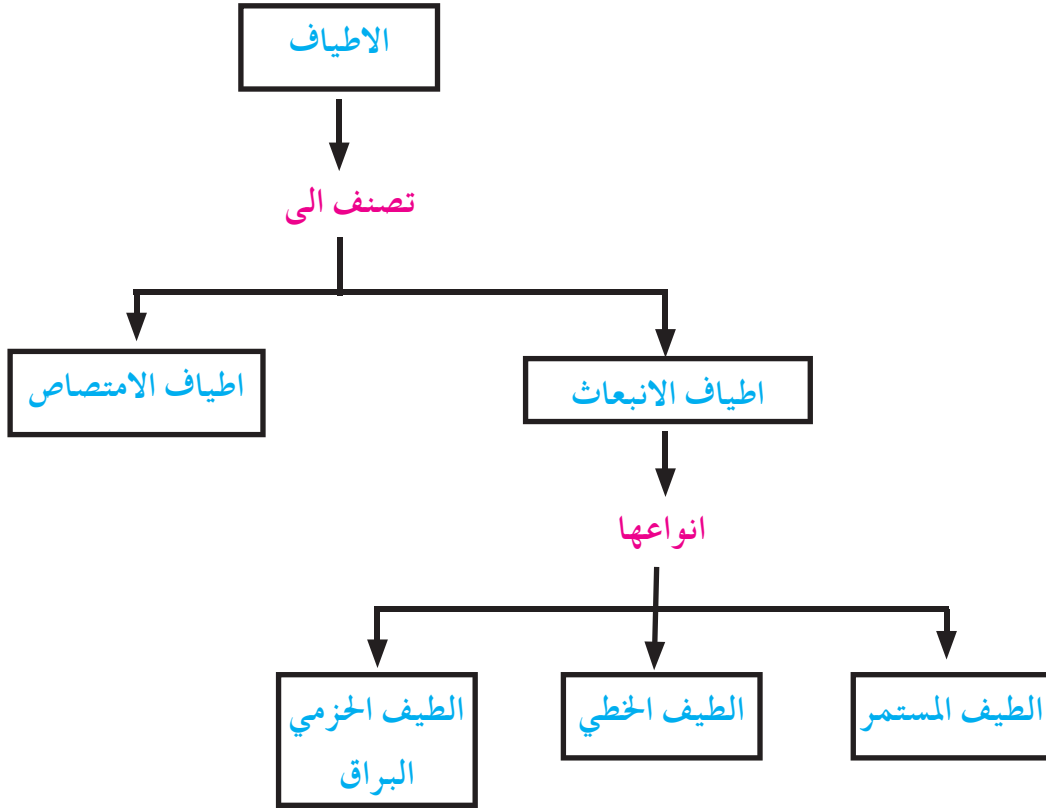 الاطياف
تصنف الى
اطياف الانبعاث
اطياف الامتصاص
انواعها
الطيف المستمر
الطيف الخطي
الطيف الحزمي
البراق